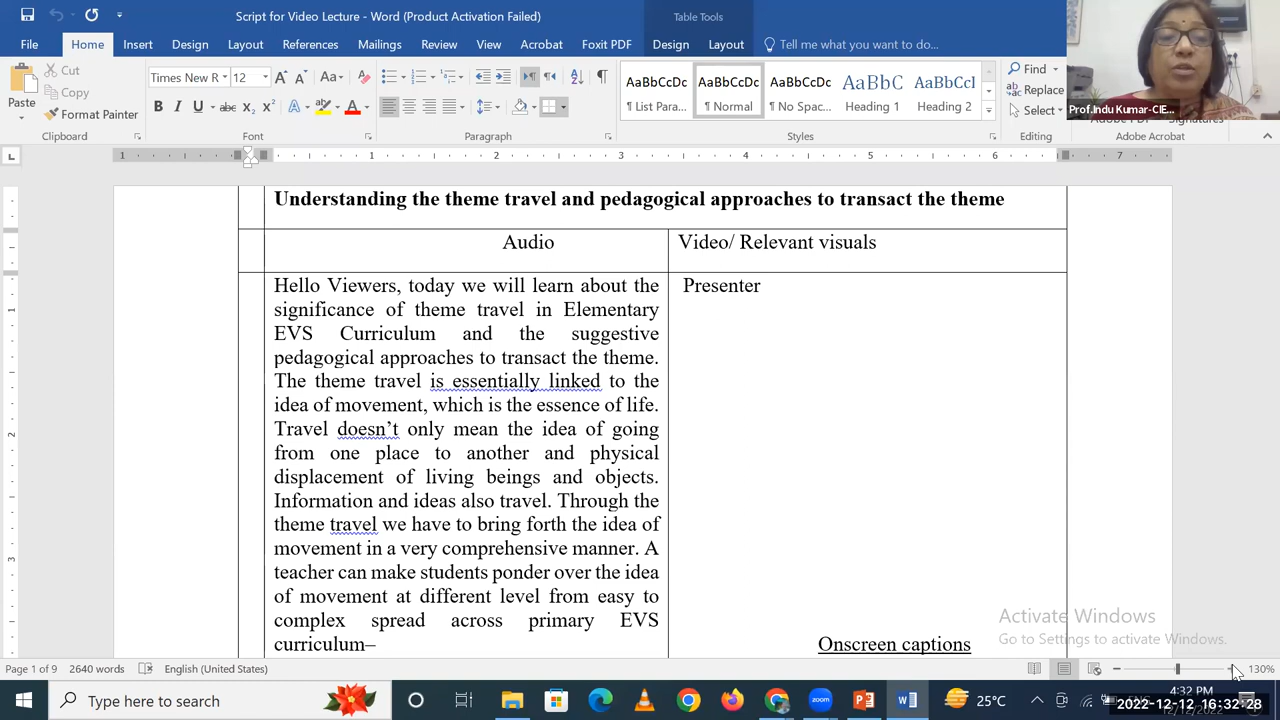 Script for Video Lecture - Word (Product Activation Failed)
Table Tools
File Home Insert Design Layout References Mailings Review View Acrobat Foxit PDF Design Layout Tell me what you want to do...
Paste
Cut
Copy
Format Painter
Clipboard
Times New R 12
Font
Paragraph
AaBbCcDc AaBbCcDc AaBbCcDc AaBbC AaBbCcl
¶ List Para... ¶ Normal ¶ No Spac... Heading 1 Heading 2
Styles
Find
Replace
Select
Editing
Signatures
Adobe Acrobat
Prof.Indu Kumar-CIE...
1 1 2 3 4 5 6 7
Understanding the theme travel and pedagogical approaches to transact the theme
Audio
Video/ Relevant visuals
Hello Viewers, today we will learn about the
significance of theme travel in Elementary
EVS Curriculum and the suggestive
pedagogical approaches to transact the theme.
The theme travel is essentially linked to the
idea of movement, which is the essence of life.
Travel doesn't only mean the idea of going
from one place to another and physical
displacement of living beings and objects.
Information and ideas also travel. Through the
theme travel we have to bring forth the idea of
movement in a very comprehensive manner. A
teacher can make students ponder over the idea
of movement at different level from easy to
complex spread across primary EVS
curriculum–
Presenter
Onscreen captions
Activate Windows
Go to Settings to activate Windows.
Page 1 of 9 2640 words English (United States) 130%
Type here to search
25°C
4:32 PM
2022-12-12 16:32:28